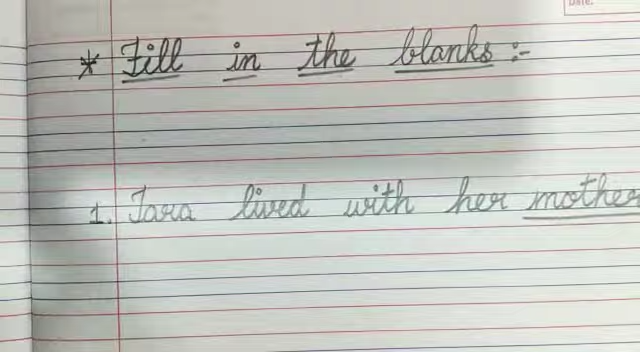 Date.
* Fill in the blanks :-
1. Tara lived with her mother